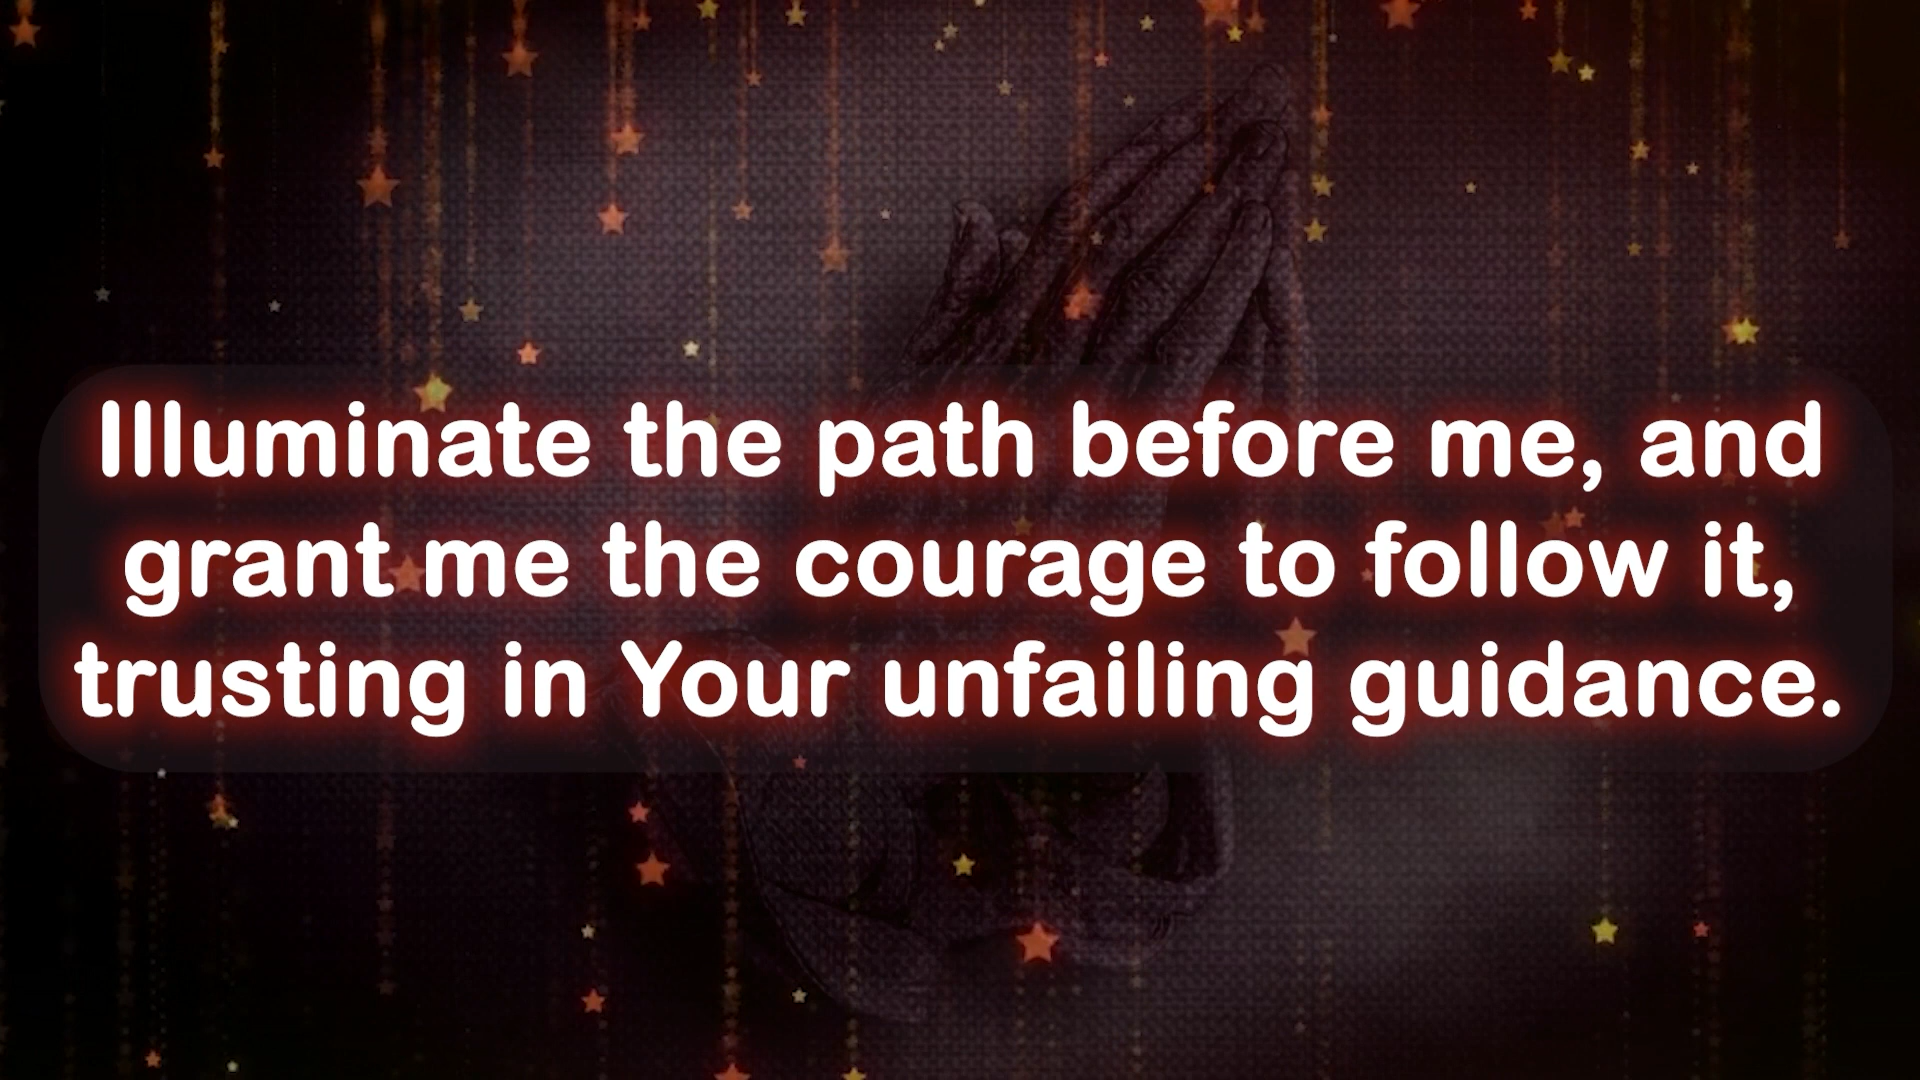 Illuminate the path before me, and
grant me the courage to follow it,
trusting in Your unfailing guidance.